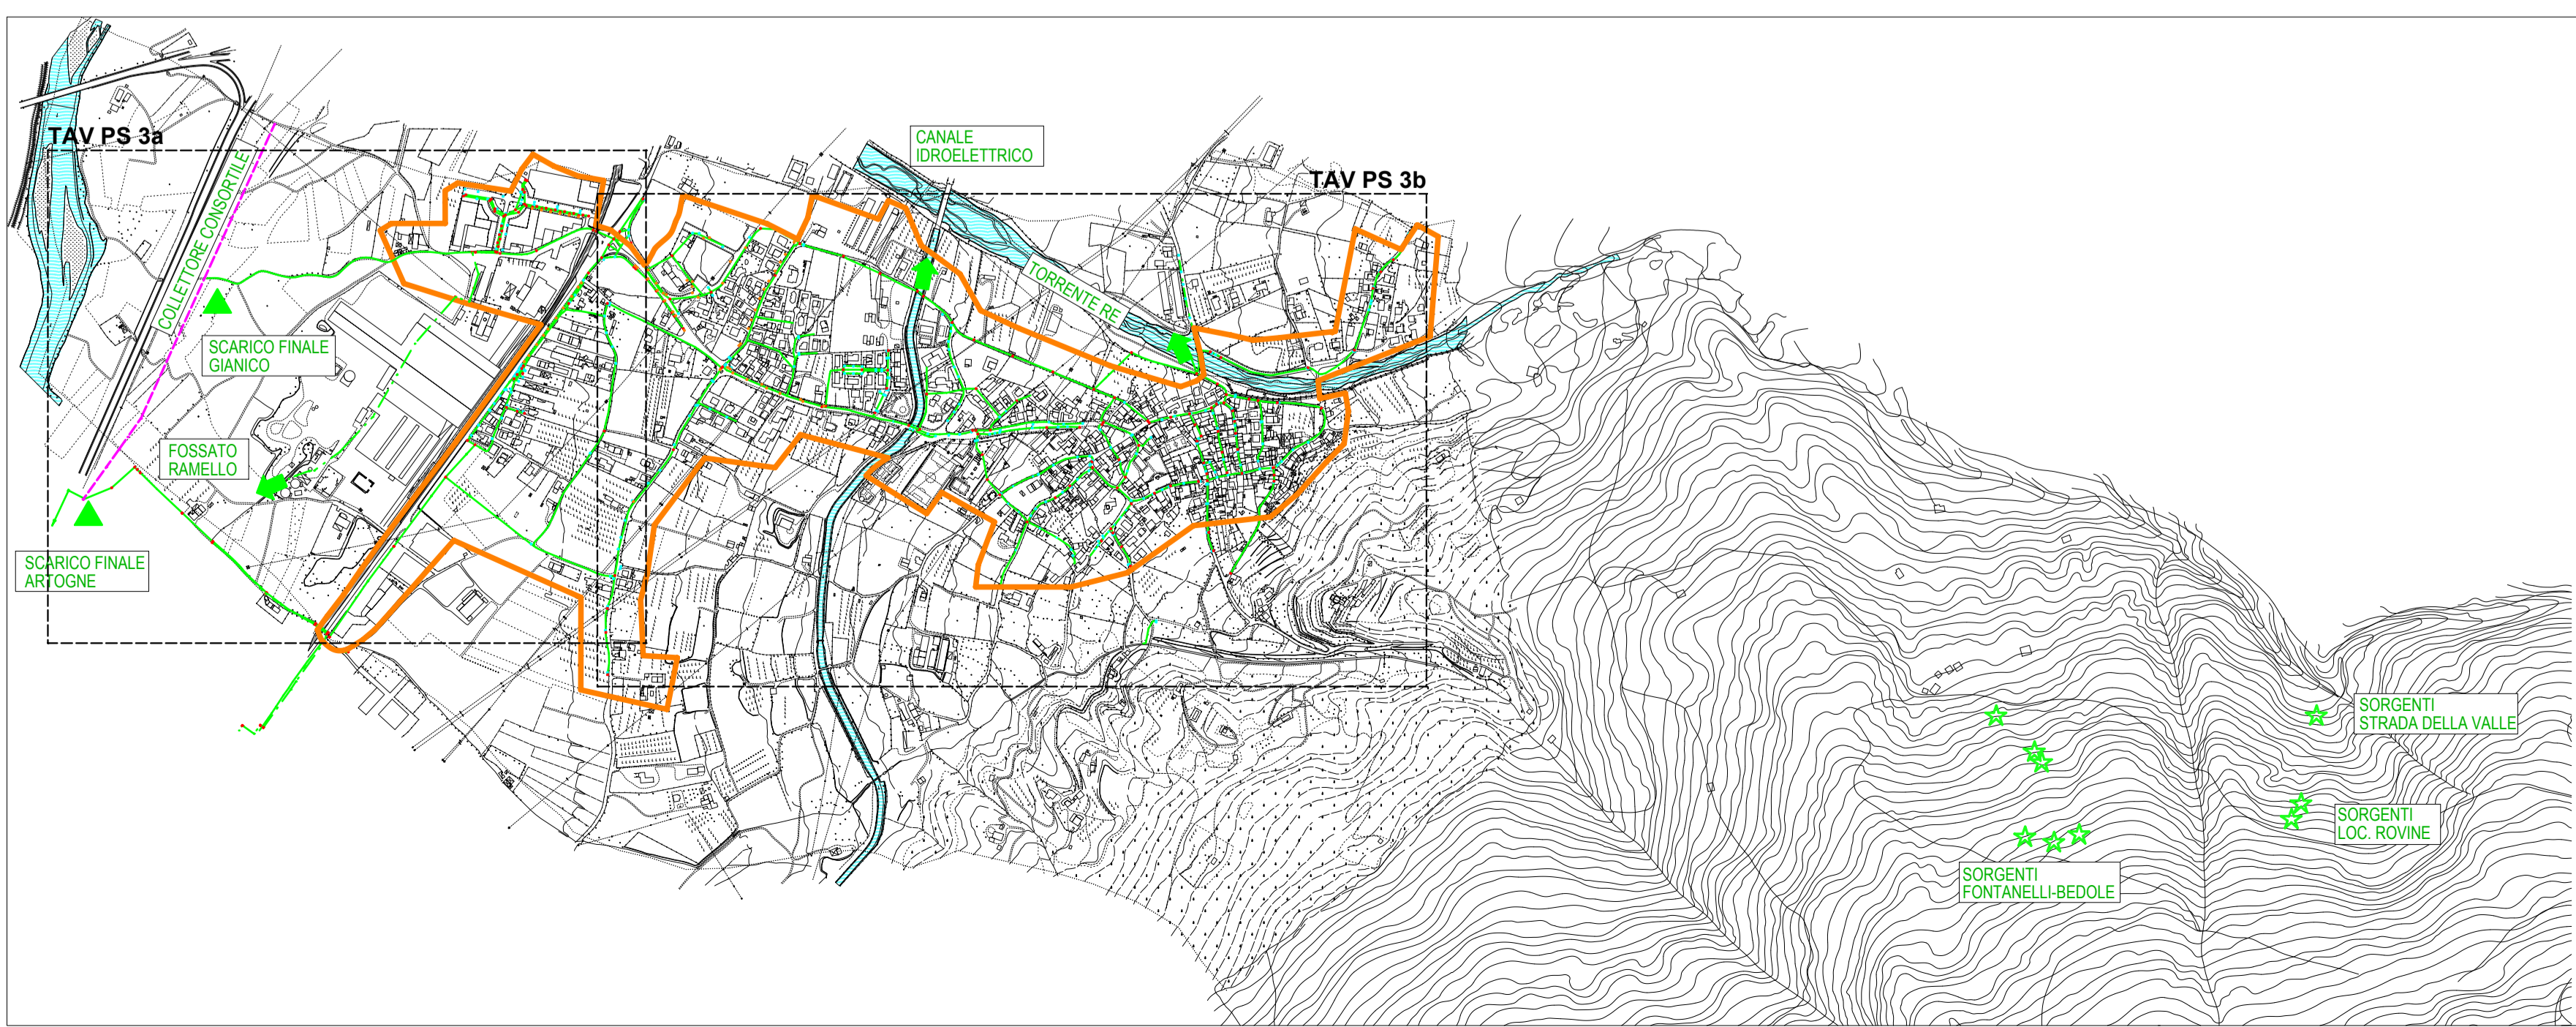 TAV PS 3a
COLLETTORE CONSORTILE
CANALE
IDROELETTRICO
TAV PS 3b
TORRENTE RE
SCARICO FINALE
GIANICO
FOSSATO
RAMELLO
SCARICO FINALE
ARTOGNE
SORGENTI
STRADA DELLA VALLE
SORGENTI
LOC. ROVINE
SORGENTI
FONTANELLI-BEDOLE